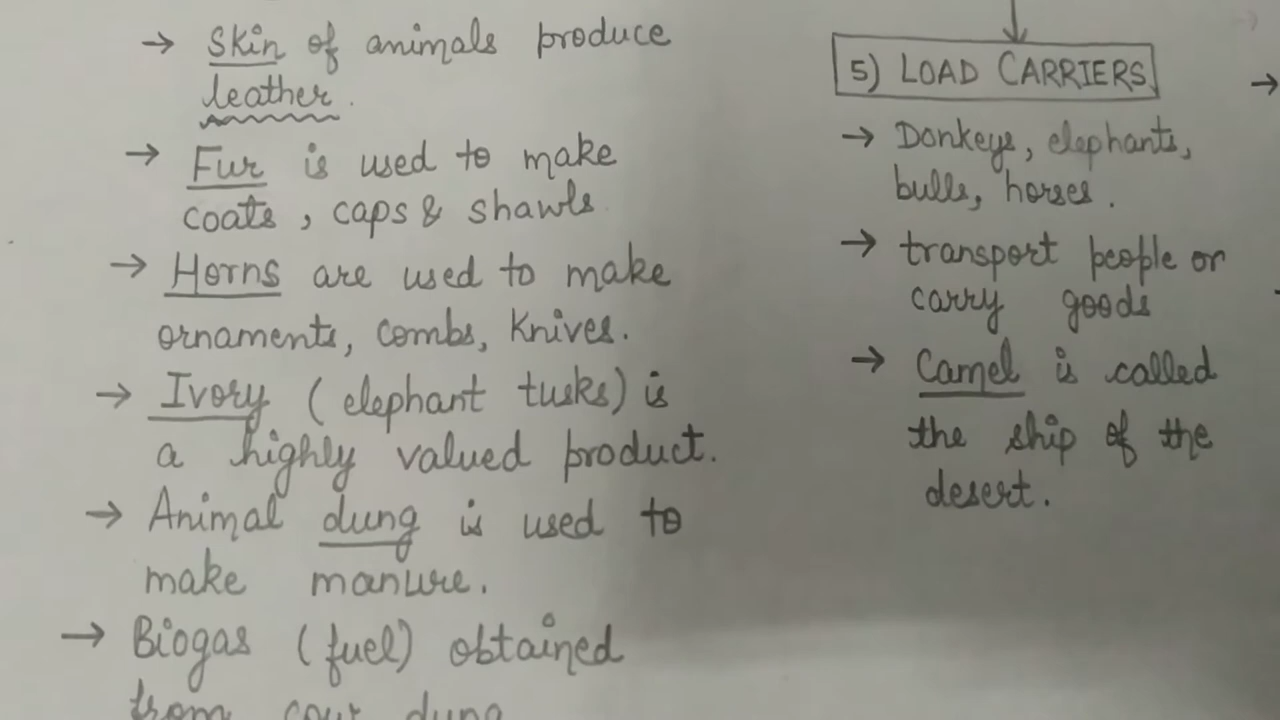 → Skin of animals produce
leather.
→ Fur is used to make
coats, caps & shawls
→ Horns are used to make
ornaments, combs, Knives.
→ Ivory (elephant tusks) is
a highly valued product.
→ Animal dung is used to
make manure.
→ Biogas (fuel) obtained
from cow dung
5) LOAD CARRIERS
→ Donkeys, elephants,
bulls, horses.
→ transport people or
carry goods
→ Camel is called
the ship of the
desert.